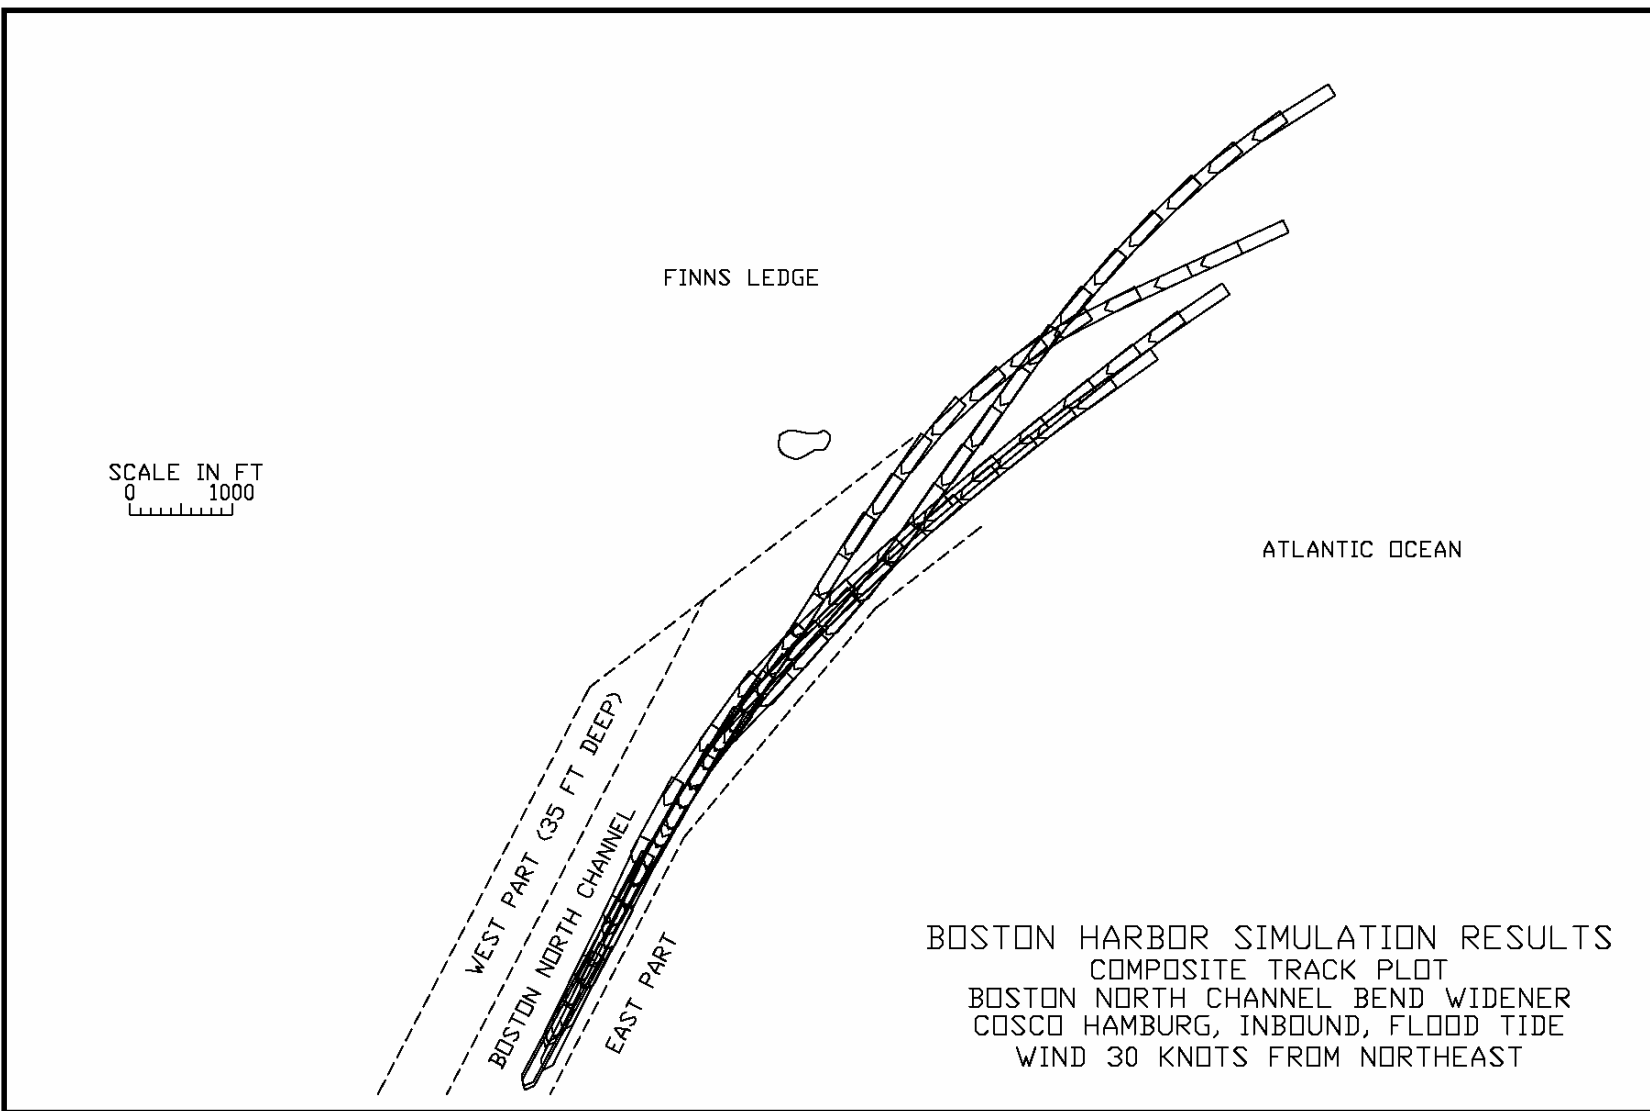 FINNS LEDGE
SCALE IN FT
0 1000
ATLANTIC OCEAN
WEST PART (35 FT DEEP)
BOSTON NORTH CHANNEL
EAST PART
BOSTON HARBOR SIMULATION RESULTS
COMPOSITE TRACK PLOT
BOSTON NORTH CHANNEL BEND WIDENER
COSCO HAMBURG, INBOUND, FLOOD TIDE
WIND 30 KNOTS FROM NORTHEAST